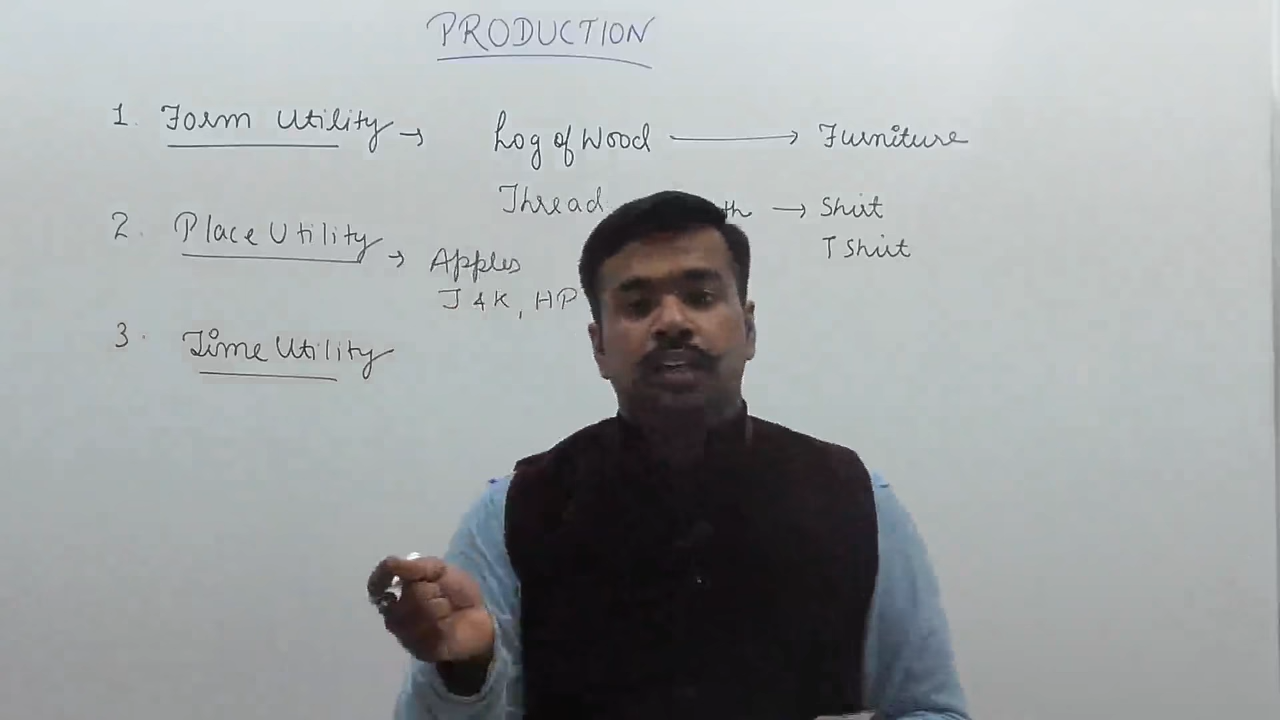 PRODUCTION
1. Form Utility → Log of Wood → Furniture
Thread → Shirt
T Shirt
2. Place Utility → Apples
J & K, HP
3. Time Utility